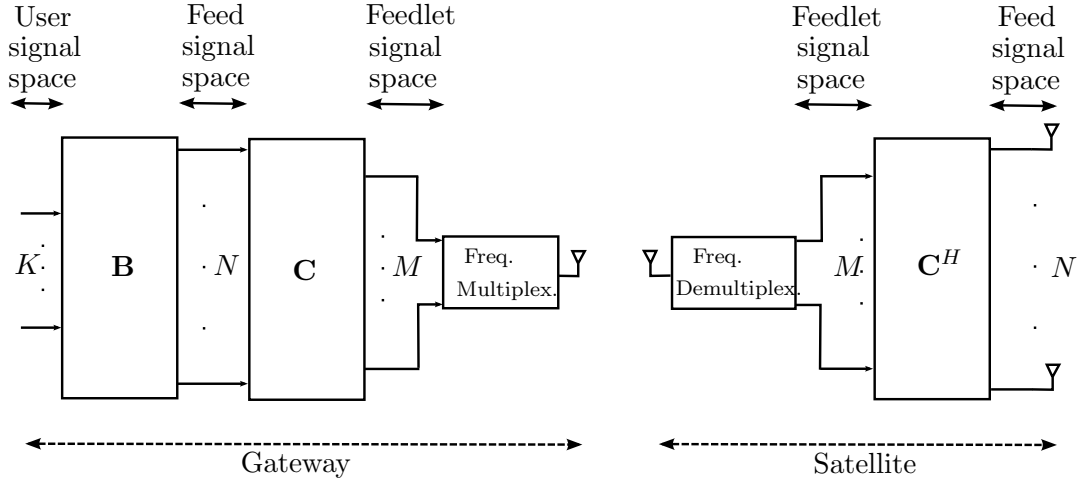 User
signal
space
Feed
signal
space
Feedlet
signal
space
Feedlet
signal
space
Feed
signal
space
K
B
N
C
M
Freq.
Multiplex.
Freq.
Demultiplex.
M
C^H
N
Gateway
Satellite